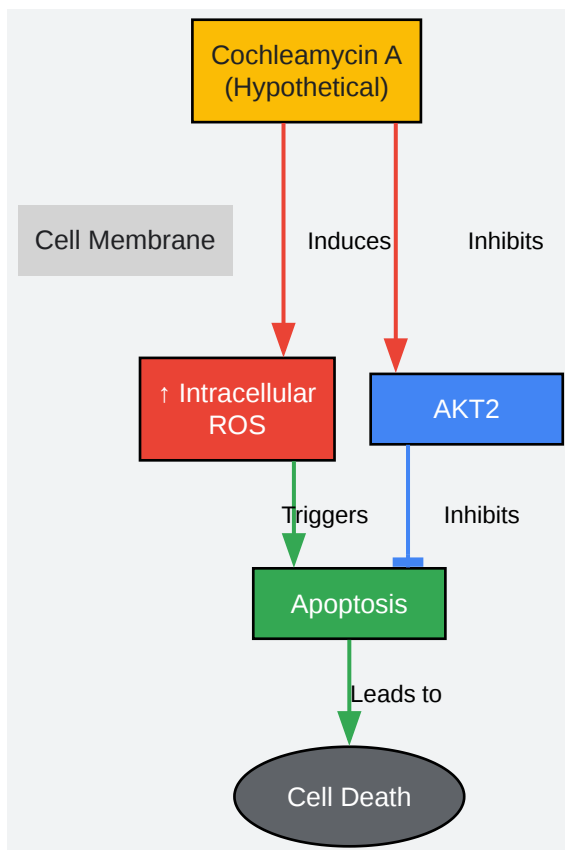 Cochleamycin A
(Hypothetical)
Cell Membrane
Induces
Inhibits
↑ Intracellular
ROS
AKT2
Triggers
Inhibits
Apoptosis
Leads to
Cell Death